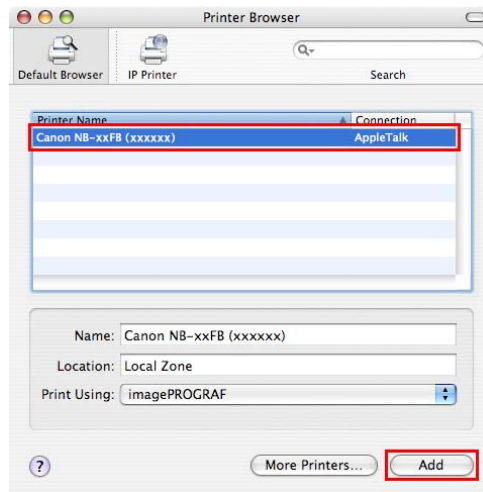 Printer Browser
Default Browser IP Printer Search
Printer Name Connection
Canon NB-xxFB (xxxxxx) AppleTalk
Name: Canon NB-xxFB (xxxxxx)
Location: Local Zone
Print Using: imagePROGRAF
? More Printers... Add